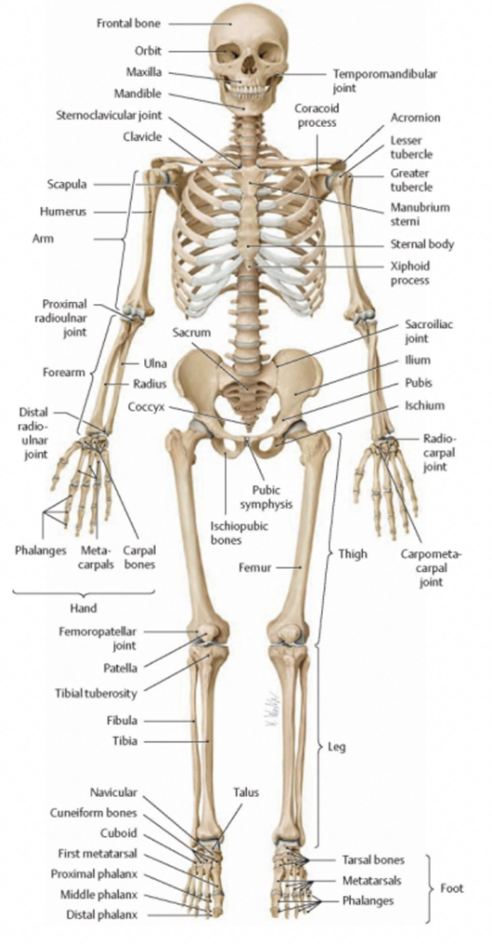 Frontal bone
Orbit
Maxilla
Mandible
Sternoclavicular joint
Clavicle
Scapula
Humerus
Arm
Proximal
radioulnar
joint
Forearm
Ulna
Radius
Distal
radio-
ulnar
joint
Sacrum
Coccyx
Temporomandibular
joint
Coracoid
process
Acromion
Lesser
tubercle
Greater
tubercle
Manubrium
sterni
Sternal body
Xiphoid
process
Sacroiliac
joint
Ilium
Pubis
Ischium
Radio-
carpal
joint
Pubic
symphysis
Ischiopubic
bones
Phalanges
Meta-
carpals
Carpal
bones
Hand
Femur
Thigh
Carpometa-
carpal
joint
Femoropatellar
joint
Patella
Tibial tuberosity
Fibula
Tibia
Leg
Navicular
Cuneiform bones
Cuboid
First metatarsal
Proximal phalanx
Middle phalanx
Distal phalanx
Talus
Tarsal bones
Metatarsals
Phalanges
Foot